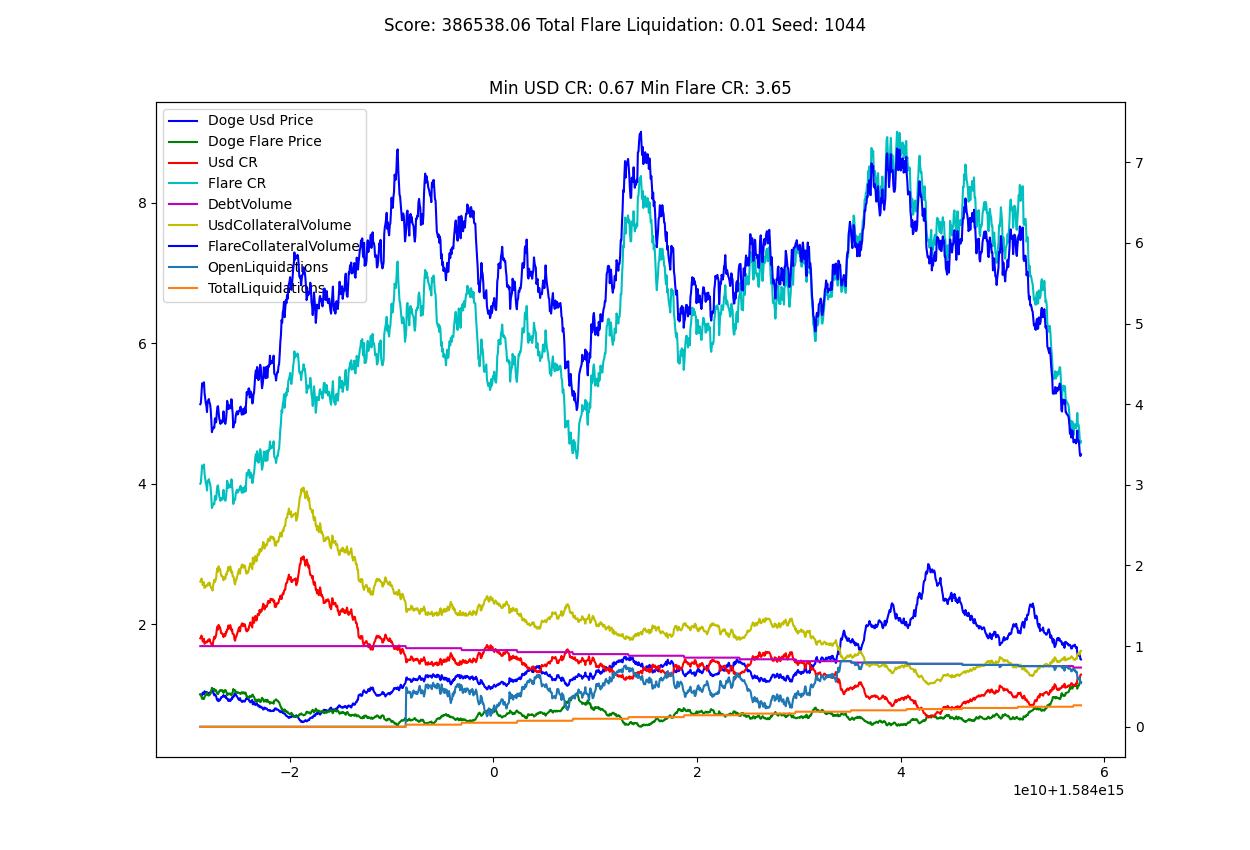 Score: 386538.06 Total Flare Liquidation: 0.01 Seed: 1044
Min USD CR: 0.67 Min Flare CR: 3.65
Doge Usd Price
Doge Flare Price
Usd CR
Flare CR
DebtVolume
UsdCollateralVolume
FlareCollateralVolume
OpenLiquidations
TotalLiquidations
8
6
4
2
7
6
5
4
3
2
1
0
−2
0
2
4
6
1e10+1.584e15